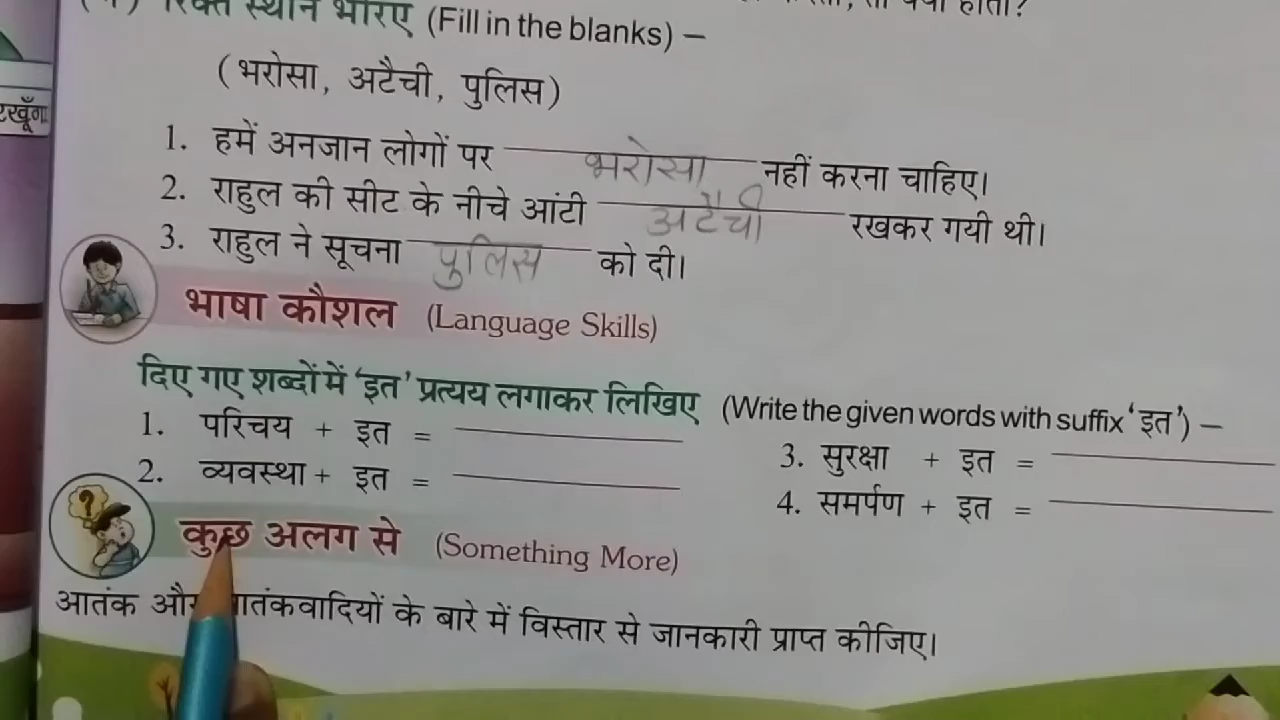 रिक्त स्थान भरिए (Fill in the blanks) –
(भरोसा, अटैची, पुलिस)
1. हमें अनजान लोगों पर भरोसा नहीं करना चाहिए।
2. राहुल की सीट के नीचे आंटी अटैची रखकर गयी थी।
3. राहुल ने सूचना पुलिस को दी।
भाषा कौशल (Language Skills)
दिए गए शब्दों में 'इत' प्रत्यय लगाकर लिखिए (Write the given words with suffix 'इत') –
1. परिचय + इत =
2. व्यवस्था + इत =
3. सुरक्षा + इत =
4. समर्पण + इत =
कुछ अलग से (Something More)
आतंक और आतंकवादियों के बारे में विस्तार से जानकारी प्राप्त कीजिए।